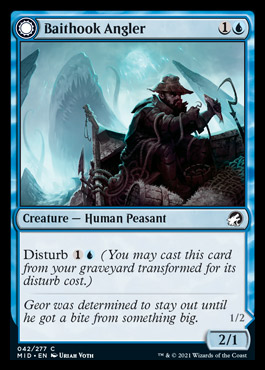 Baithook Angler 1
Creature — Human Peasant
Disturb 1 (You may cast this card
from your graveyard transformed for its
disturb cost.)
Geor was determined to stay out until
he got a bite from something big.
1/2
2/1
042/277 C
MID • EN Uriah Voth
™ & © 2021 Wizards of the Coast